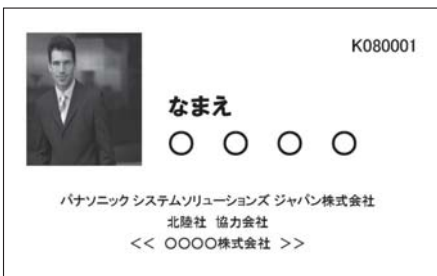 K080001
なまえ
○ ○ ○ ○
パナソニック システムソリューションズ ジャパン株式会社
北陸社 協力会社
<< ○○○○株式会社 >>